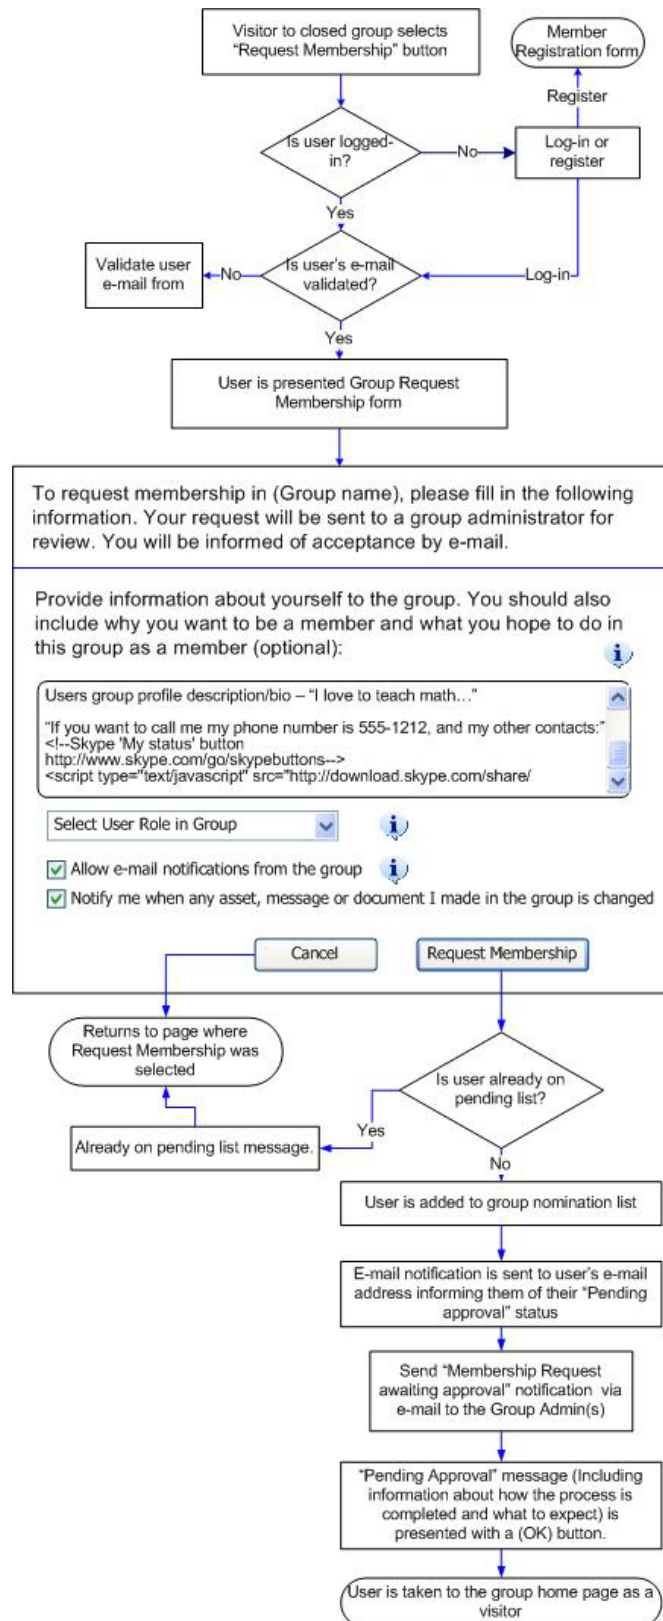 Visitor to closed group selects
“Request Membership” button
Member
Registration form
Register
Is user logged-
in?
No
Log-in or
register
Yes
Validate user
e-mail from
No
Is user's e-mail
validated?
Log-in
Yes
User is presented Group Request
Membership form
To request membership in (Group name), please fill in the following
information. Your request will be sent to a group administrator for
review. You will be informed of acceptance by e-mail.
Provide information about yourself to the group. You should also
include why you want to be a member and what you hope to do in
this group as a member (optional):
Users group profile description/bio – “I love to teach math…”
“If you want to call me my phone number is 555-1212, and my other contacts:”
<!--Skype 'My status' button
http://www.skype.com/go/skypebuttons-->
<script type="text/javascript" src="http://download.skype.com/share/
Select User Role in Group
Allow e-mail notifications from the group
Notify me when any asset, message or document I made in the group is changed
Cancel
Request Membership
Returns to page where
Request Membership was
selected
Is user already on
pending list?
Yes
Already on pending list message.
No
User is added to group nomination list
E-mail notification is sent to user's e-mail
address informing them of their “Pending
approval” status
Send “Membership Request
awaiting approval” notification via
e-mail to the Group Admin(s)
“Pending Approval” message (Including
information about how the process is
completed and what to expect) is
presented with a (OK) button.
User is taken to the group home page as a
visitor